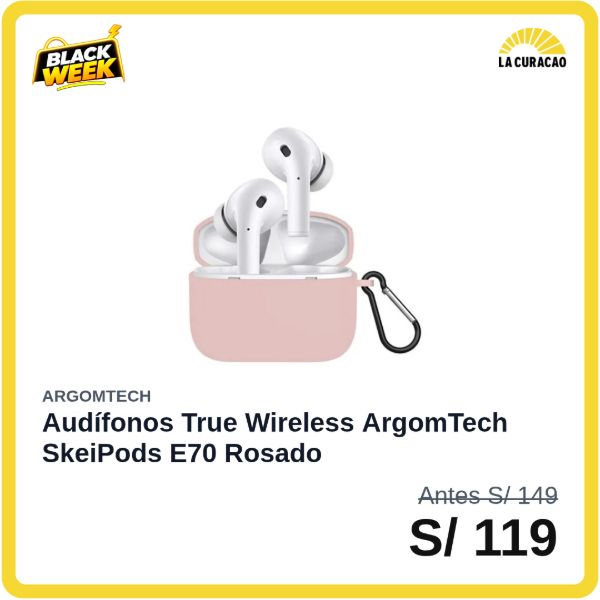 BLACK
WEEK
LA CURACAO
ARGOMTECH
Audífonos True Wireless ArgomTech
SkeiPods E70 Rosado
Antes S/ 149
S/ 119